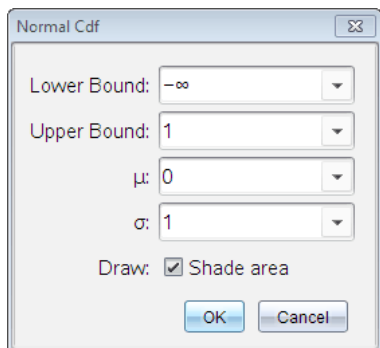 Normal Cdf
Lower Bound: -∞
Upper Bound: 1
μ: 0
σ: 1
Draw: Shade area
OK Cancel